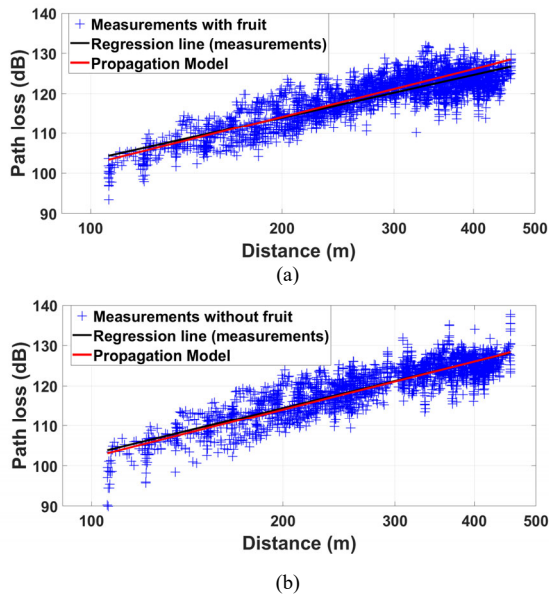 140
Measurements with fruit
130
Regression line (measurements)
Propagation Model
120
110
100
90
Path loss (dB)
100 200 300 400 500
Distance (m)
(a)
140
Measurements without fruit
130
Regression line (measurements)
Propagation Model
120
110
100
90
Path loss (dB)
100 200 300 400 500
Distance (m)
(b)